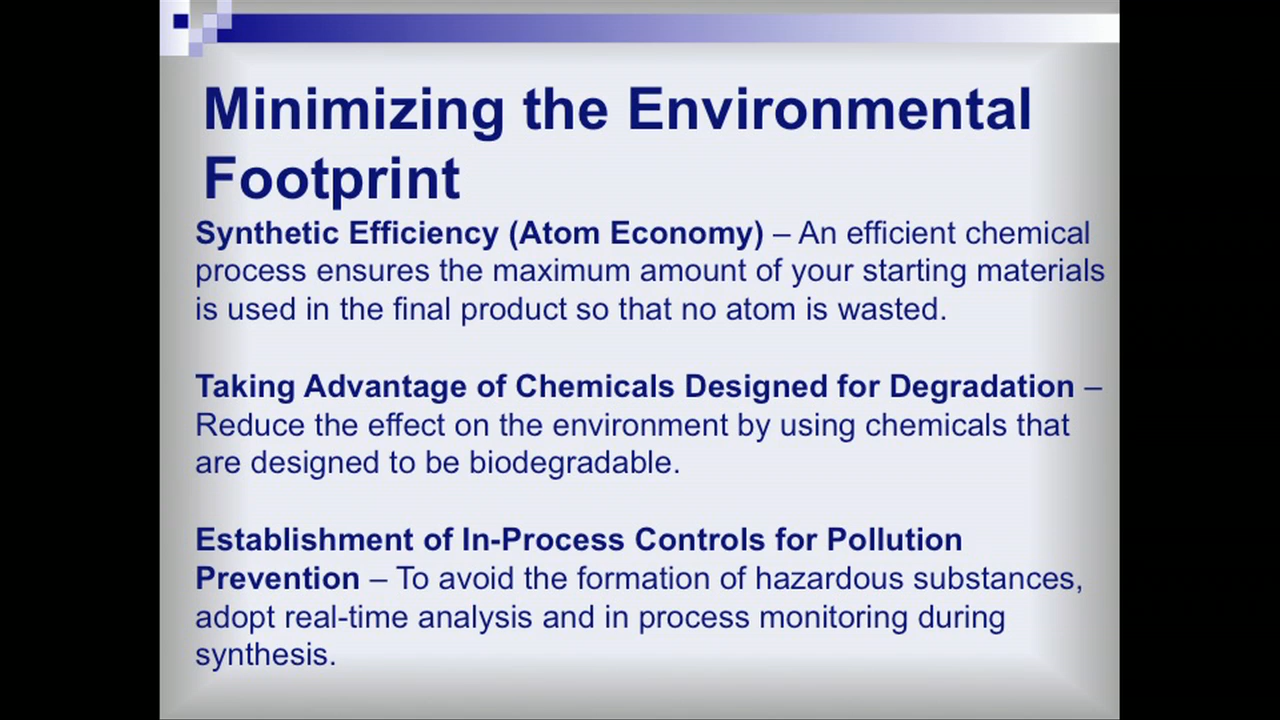 Minimizing the Environmental
Footprint
Synthetic Efficiency (Atom Economy) – An efficient chemical
process ensures the maximum amount of your starting materials
is used in the final product so that no atom is wasted.
Taking Advantage of Chemicals Designed for Degradation –
Reduce the effect on the environment by using chemicals that
are designed to be biodegradable.
Establishment of In-Process Controls for Pollution
Prevention – To avoid the formation of hazardous substances,
adopt real-time analysis and in process monitoring during
synthesis.